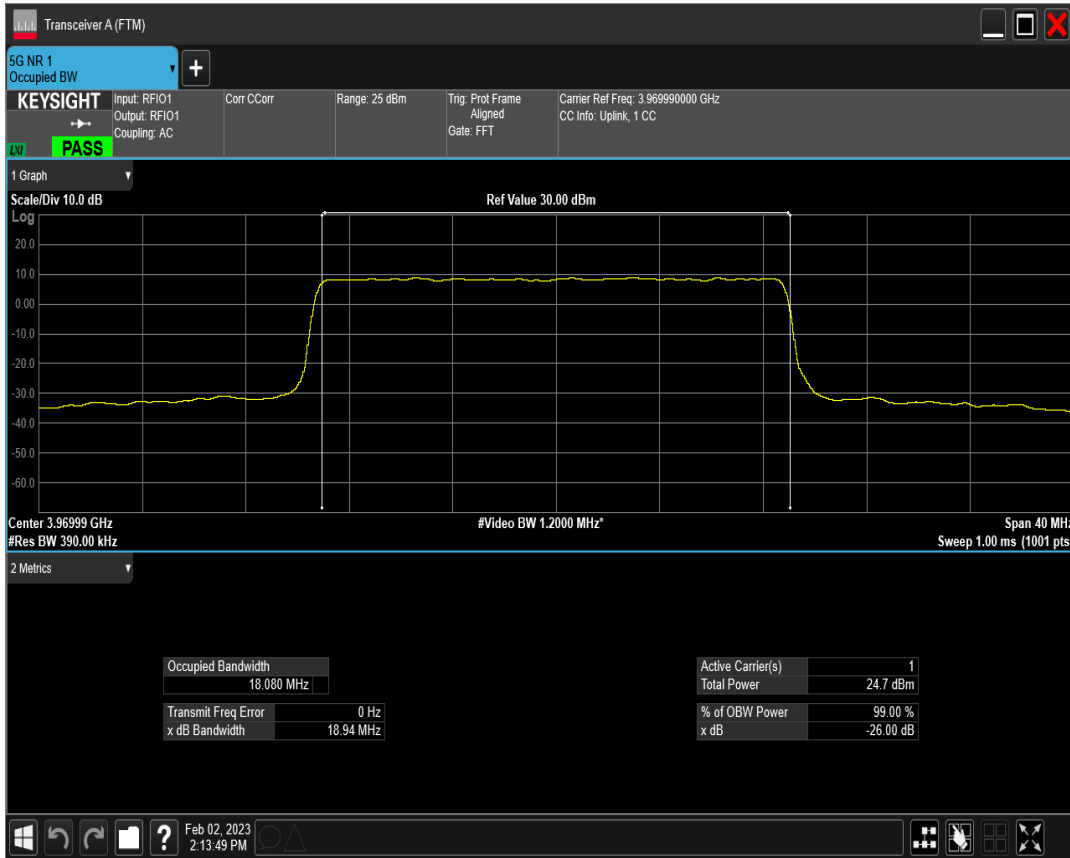 Transceiver A (FTM)
5G NR 1
Occupied BW
+
KEYSIGHT
Input: RFIO1
Output: RFIO1
Coupling: AC
Corr CCorr
Range: 25 dBm
Trig: Prot Frame
Aligned
Gate: FFT
Carrier Ref Freq: 3.969990000 GHz
CC Info: Uplink, 1 CC
LXI
PASS
1 Graph
Scale/Div 10.0 dB
Ref Value 30.00 dBm
Log
20.0
10.0
0.00
-10.0
-20.0
-30.0
-40.0
-50.0
-60.0
Center 3.96999 GHz
#Video BW 1.2000 MHz*
Span 40 MHz
#Res BW 390.00 kHz
Sweep 1.00 ms (1001 pts
2 Metrics
Occupied Bandwidth
18.080 MHz
Transmit Freq Error 0 Hz
x dB Bandwidth 18.94 MHz
Active Carrier(s) 1
Total Power 24.7 dBm
% of OBW Power 99.00 %
x dB -26.00 dB
?
Feb 02, 2023
2:13:49 PM